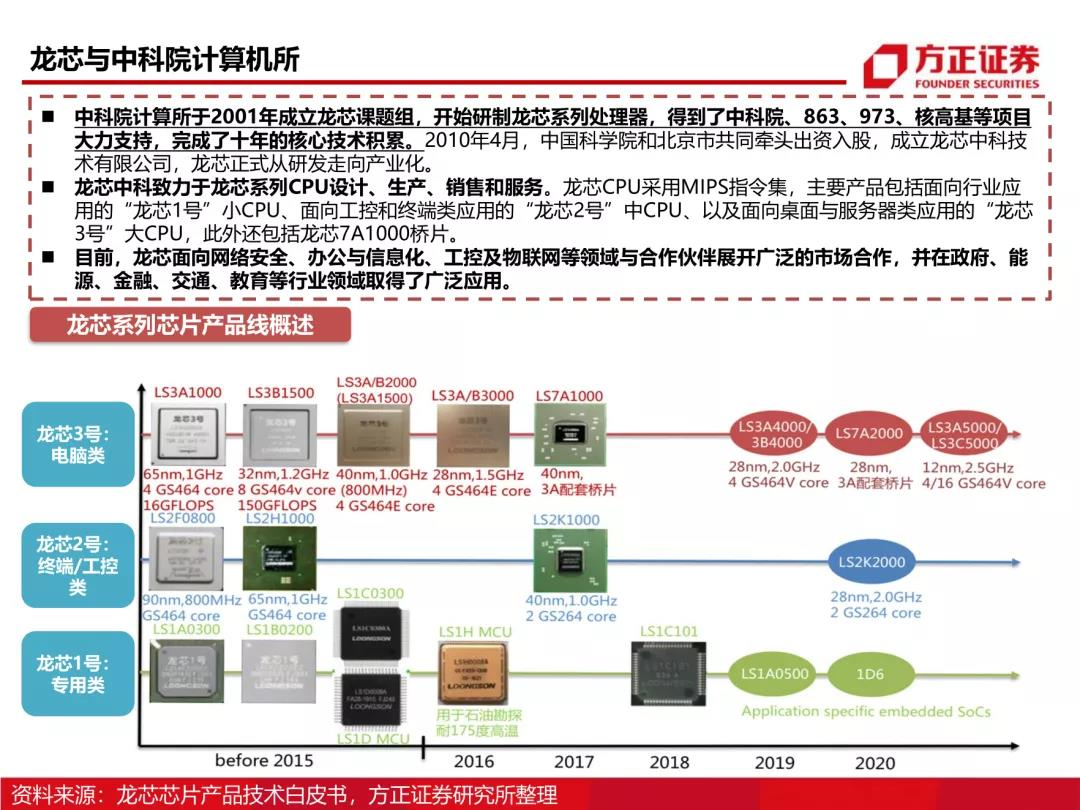 龙芯与中科院计算机所
方正证券
FOUNDER SECURITIES
■ 中科院计算所于2001年成立龙芯课题组，开始研制龙芯系列处理器，得到了中科院、863、973、核高基等项目
大力支持，完成了十年的核心技术积累。2010年4月，中国科学院和北京市共同牵头出资入股，成立龙芯中科技
术有限公司，龙芯正式从研发走向产业化。
■ 龙芯中科致力于龙芯系列CPU设计、生产、销售和服务。龙芯CPU采用MIPS指令集，主要产品包括面向行业应
用的“龙芯1号”小CPU、面向工控和终端类应用的“龙芯2号”中CPU、以及面向桌面与服务器类应用的“龙芯
3号”大CPU，此外还包括龙芯7A1000桥片。
■ 目前，龙芯面向网络安全、办公与信息化、工控及物联网等领域与合作伙伴展开广泛的市场合作，并在政府、能
源、金融、交通、教育等行业领域取得了广泛应用。
龙芯系列芯片产品线概述
龙芯3号：
电脑类
LS3A1000
龙芯3号
65nm,1GHz
4 GS464 core
16GFLOPS
LS3B1500
龙芯3号
32nm,1.2GHz
8 GS464v core
150GFLOPS
LS3A/B2000
(LS3A1500)
40nm,1.0GHz
(800MHz)
4 GS464E core
LS3A/B3000
28nm,1.5GHz
4 GS464E core
LS7A1000
40nm,
3A配套桥片
LS3A4000/
3B4000
28nm,2.0GHz
4 GS464V core
LS7A2000
28nm,
3A配套桥片
LS3A5000/
LS3C5000
12nm,2.5GHz
4/16 GS464V core
龙芯2号：
终端/工控
类
LS2F0800
90nm,800MHz
GS464 core
LS2H1000
65nm,1GHz
GS464 core
LS2K1000
40nm,1.0GHz
2 GS264 core
LS2K2000
28nm,2.0GHz
2 GS264 core
龙芯1号：
专用类
LS1A0300
龙芯1号
LOONGSON
LS1B0200
龙芯1号
LOONGSON
LS1C0300
LS1C0300A
LOONGSON
LS1D0008A
LOONGSON
LS1D MCU
LS1H MCU
LOONGSON
用于石油勘探
耐175度高温
LS1C101
LS1C101
LS1A0500
1D6
Application specific embedded SoCs
before 2015
2016
2017
2018
2019
2020
资料来源：龙芯芯片产品技术白皮书，方正证券研究所整理